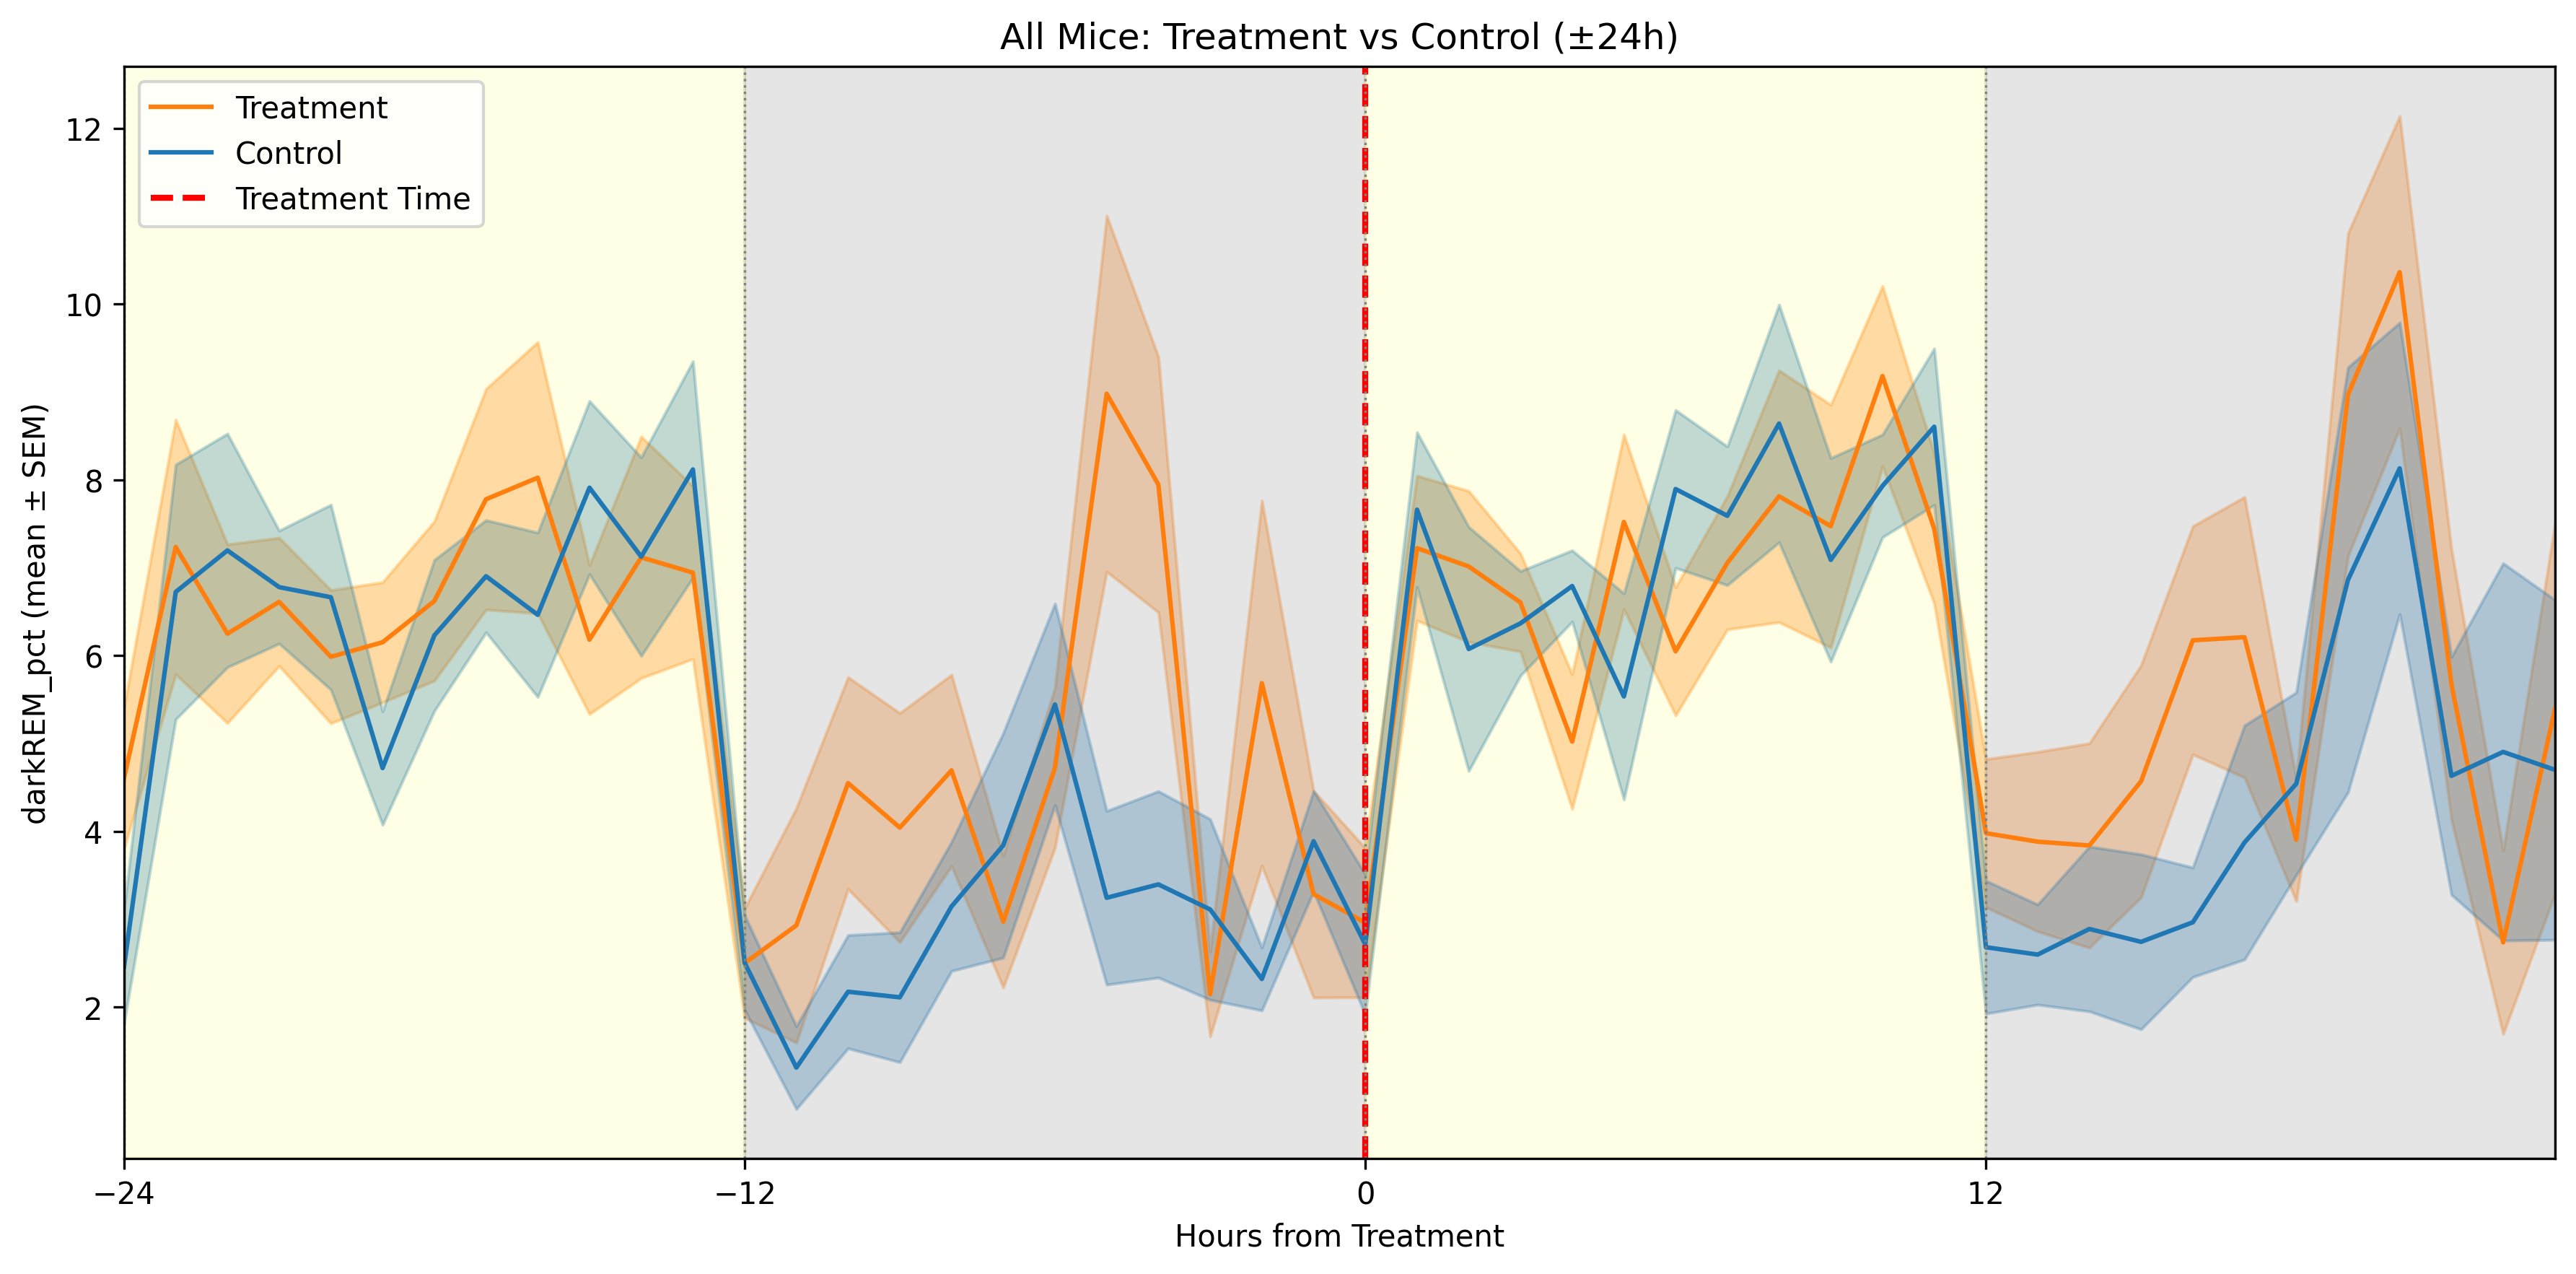 All Mice: Treatment vs Control (±24h)
Treatment
Control
Treatment Time
darkREM_pct (mean ± SEM)
12
10
8
6
4
2
−24
−12
0
12
Hours from Treatment